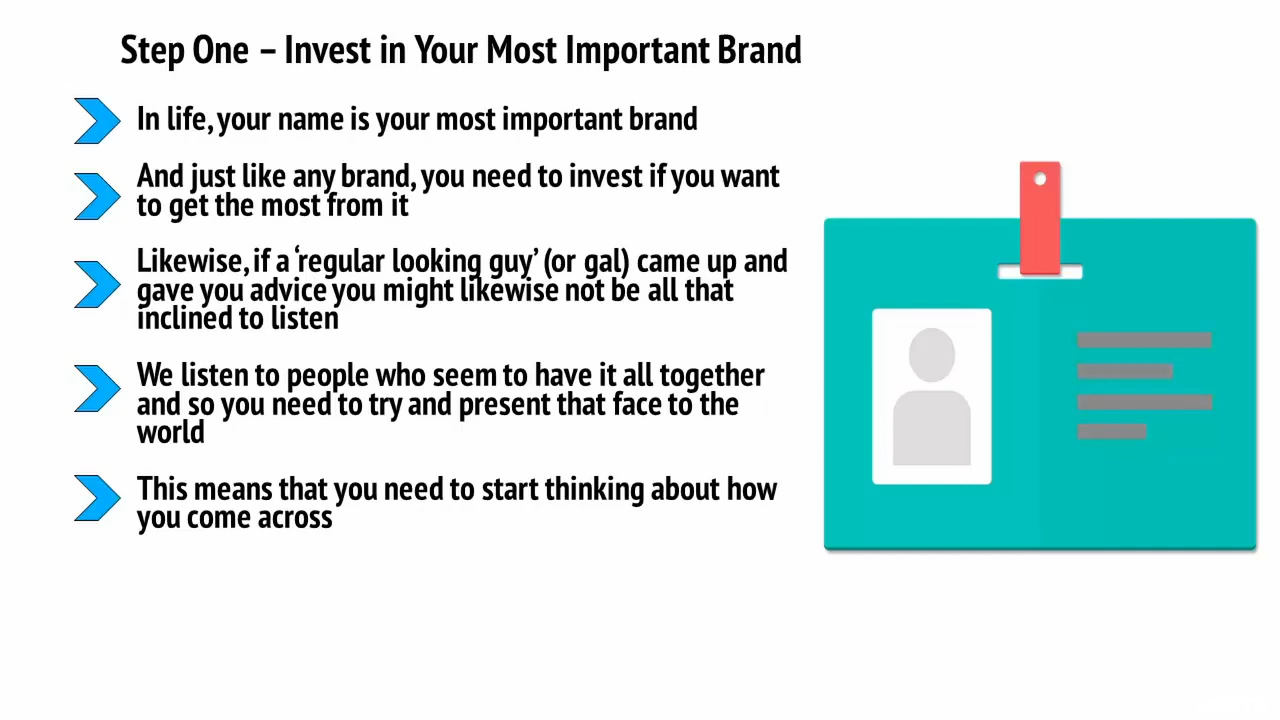 Step One – Invest in Your Most Important Brand
In life, your name is your most important brand
And just like any brand, you need to invest if you want
to get the most from it
Likewise, if a ‘regular looking guy’ (or gal) came up and
gave you advice you might likewise not be all that
inclined to listen
We listen to people who seem to have it all together
and so you need to try and present that face to the
world
This means that you need to start thinking about how
you come across